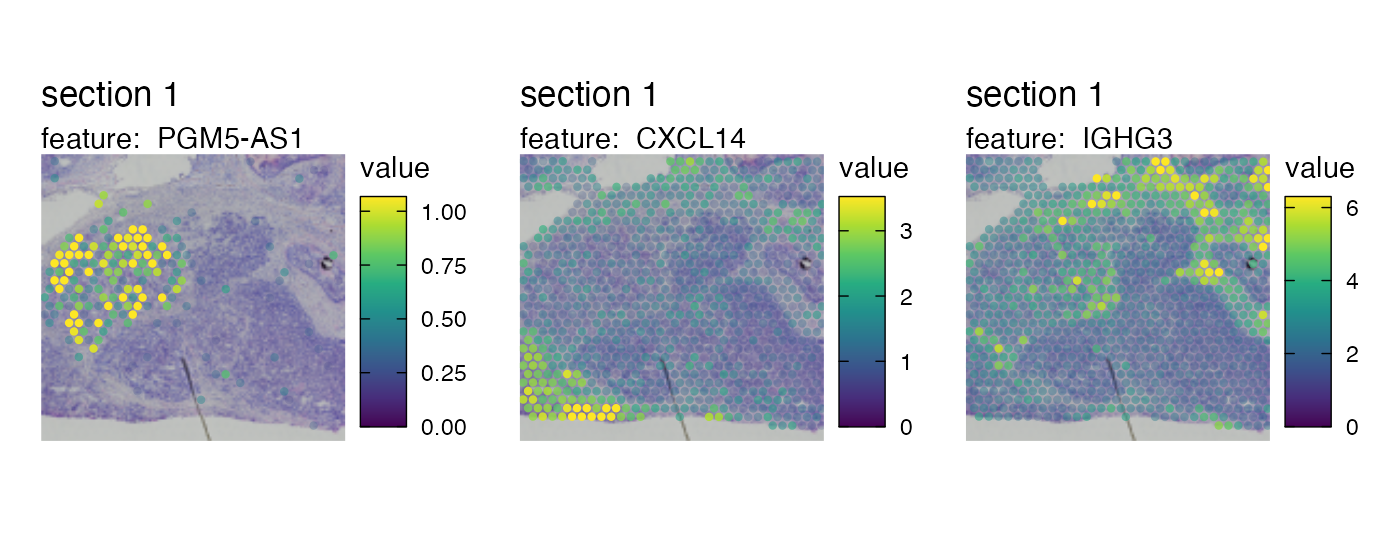 section 1
feature:  PGM5-AS1
value
1.00
0.75
0.50
0.25
0.00
section 1
feature:  CXCL14
value
3
2
1
0
section 1
feature:  IGHG3
value
6
4
2
0